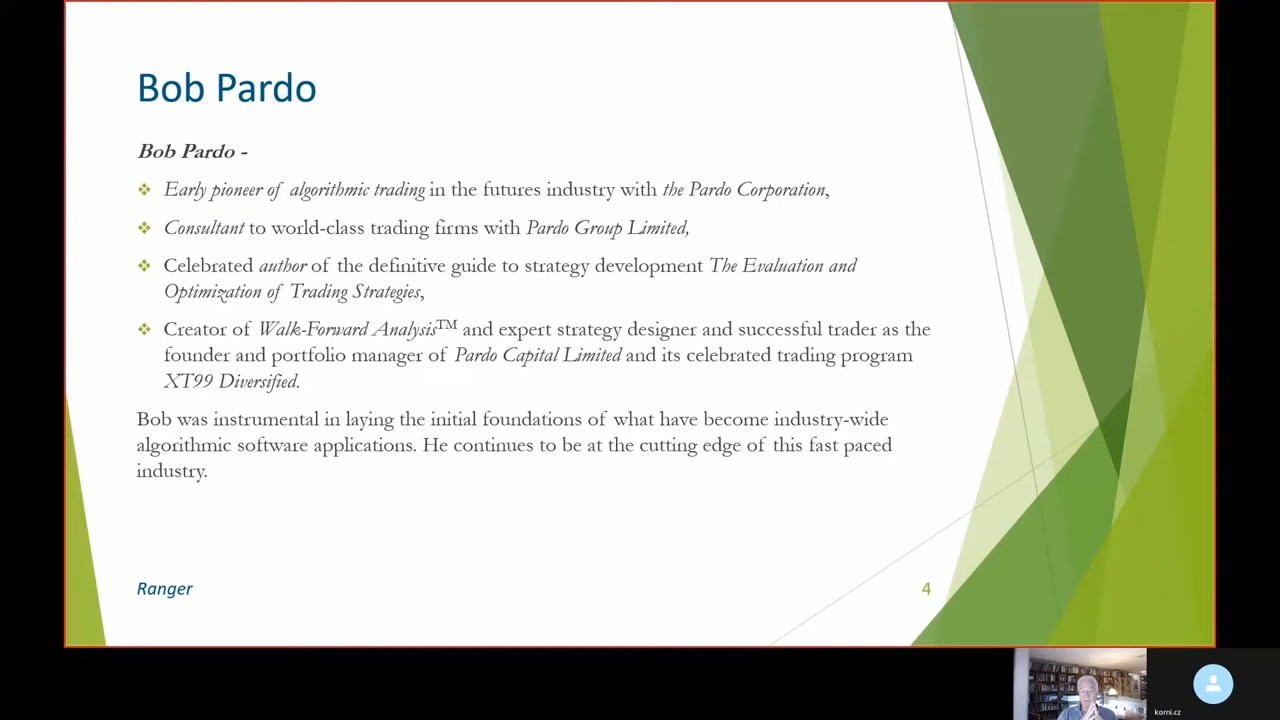 Bob Pardo
Bob Pardo -
Early pioneer of algorithmic trading in the futures industry with the Pardo Corporation,
Consultant to world-class trading firms with Pardo Group Limited,
Celebrated author of the definitive guide to strategy development The Evaluation and
Optimization of Trading Strategies,
Creator of Walk-Forward Analysis™ and expert strategy designer and successful trader as the
founder and portfolio manager of Pardo Capital Limited and its celebrated trading program
XT99 Diversified.
Bob was instrumental in laying the initial foundations of what have become industry-wide
algorithmic software applications. He continues to be at the cutting edge of this fast paced
industry.
Ranger
4
korni.cz